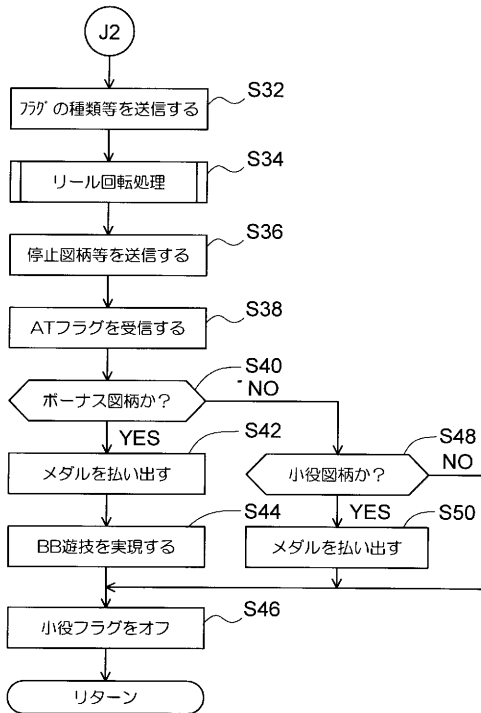 J2
S32
ﾌﾗｸﾞの種類等を送信する
S34
リール回転処理
S36
停止図柄等を送信する
S38
ATフラグを受信する
S40
ボーナス図柄か？
NO
YES
S42
メダルを払い出す
S48
小役図柄か？
NO
YES
S50
メダルを払い出す
S44
BB遊技を実現する
S46
小役フラグをオフ
リターン